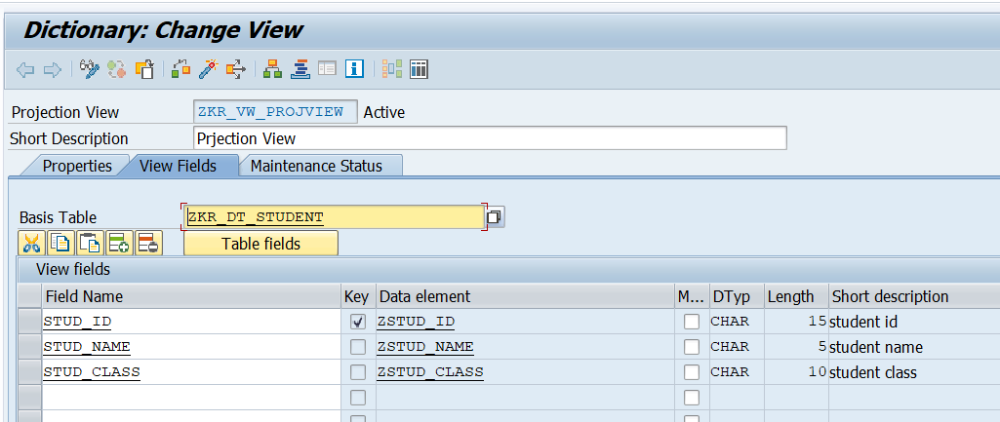 Dictionary: Change View
Projection View ZKR_VW_PROJVIEW Active
Short Description Prjection View
Properties View Fields Maintenance Status
Basis Table ZKR_DT_STUDENT
Table fields
View fields
Field Name Key Data element M... DTyp Length Short description
STUD_ID ZSTUD_ID CHAR 15 student id
STUD_NAME ZSTUD_NAME CHAR 5 student name
STUD_CLASS ZSTUD_CLASS CHAR 10 student class